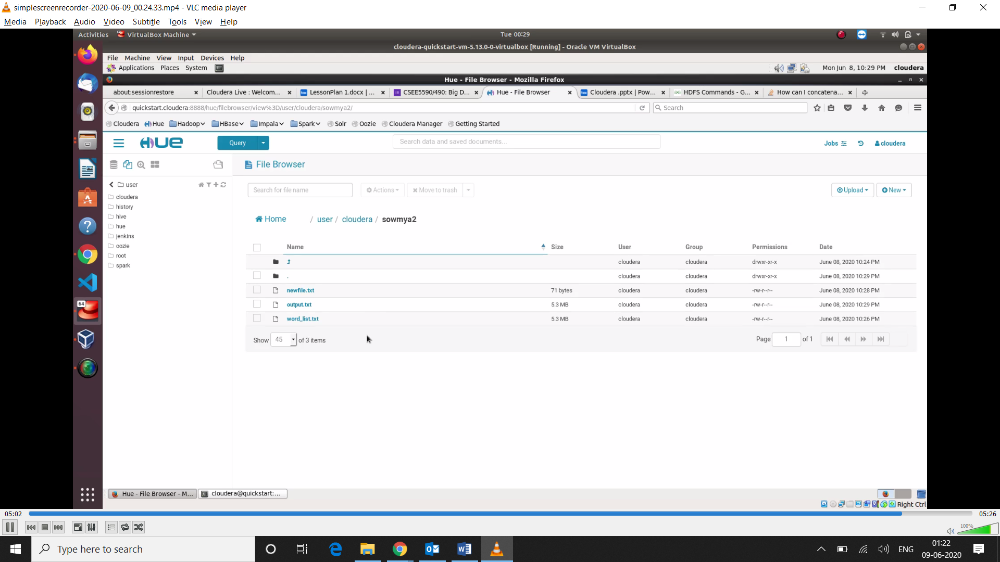 simplescreenrecorder-2020-06-09_00.24.33.mp4 - VLC media player
Media Playback Audio Video Subtitle Tools View Help
Activities VirtualBox Machine Tue 00:29
cloudera-quickstart-vm-5.13.0-0-virtualbox [Running] - Oracle VM VirtualBox
File Machine View Input Devices Help
Applications Places System Mon Jun 8, 10:29 PM cloudera
Hue - File Browser - Mozilla Firefox
about:sessionrestore Cloudera Live : Welcom... LessonPlan 1.docx | ... CSEE5590/490: Big D... Hue - File Browser Cloudera .pptx | Pow... HDFS Commands - G... How can I concatena...
quickstart.cloudera:8888/hue/filebrowser/view%3D/user/cloudera/sowmya2/ Search
Cloudera Hue Hadoop HBase Impala Spark Solr Oozie Cloudera Manager Getting Started
HUE Query Search data and saved documents... Jobs cloudera
File Browser
user
cloudera
history
hive
hue
jenkins
oozie
root
spark
Search for file name Actions Move to trash Upload New
Home / user / cloudera / sowmya2
Name Size User Group Permissions Date
cloudera cloudera drwxr-xr-x June 08, 2020 10:24 PM
. cloudera cloudera drwxr-xr-x June 08, 2020 10:29 PM
newfile.txt 71 bytes cloudera cloudera -rw-r--r-- June 08, 2020 10:28 PM
output.txt 5.3 MB cloudera cloudera -rw-r--r-- June 08, 2020 10:29 PM
word_list.txt 5.3 MB cloudera cloudera -rw-r--r-- June 08, 2020 10:26 PM
Show 45 of 3 items Page 1 of 1
64
Hue - File Browser - M... cloudera@quickstart:...
Right Ctrl
05:02 05:26
100%
Type here to search
ENG 01:22
09-06-2020